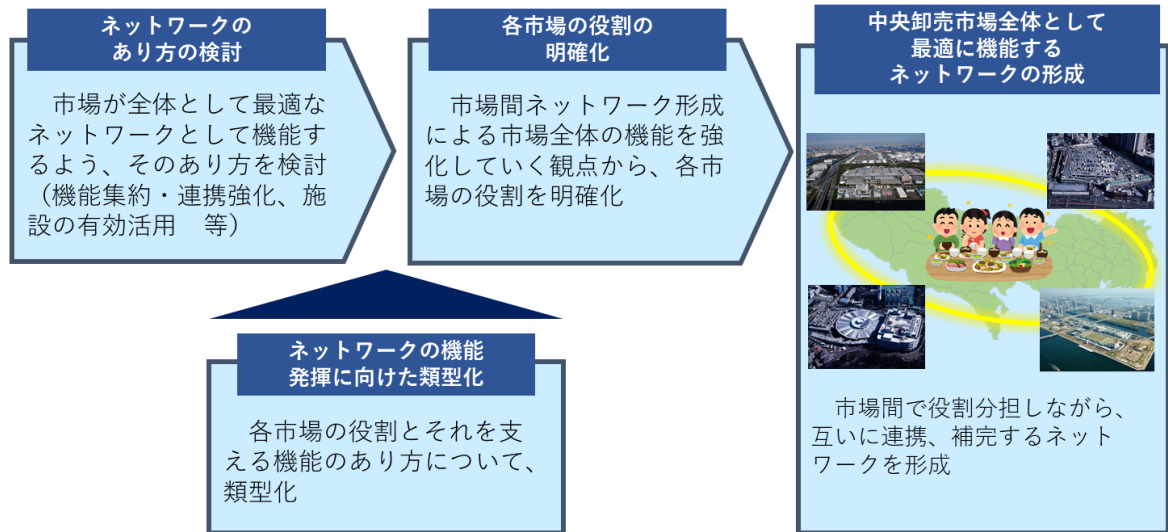 ネットワークの
あり方の検討
市場が全体として最適な
ネットワークとして機能す
るよう、そのあり方を検討
（機能集約・連携強化、施
設の有効活用　等）
各市場の役割の
明確化
市場間ネットワーク形成
による市場全体の機能を強
化していく観点から、各市
場の役割を明確化
ネットワークの機能
発揮に向けた類型化
各市場の役割とそれを支
える機能のあり方について、
類型化
中央卸売市場全体として
最適に機能する
ネットワークの形成
市場間で役割分担しながら、
互いに連携、補完するネット
ワークを形成